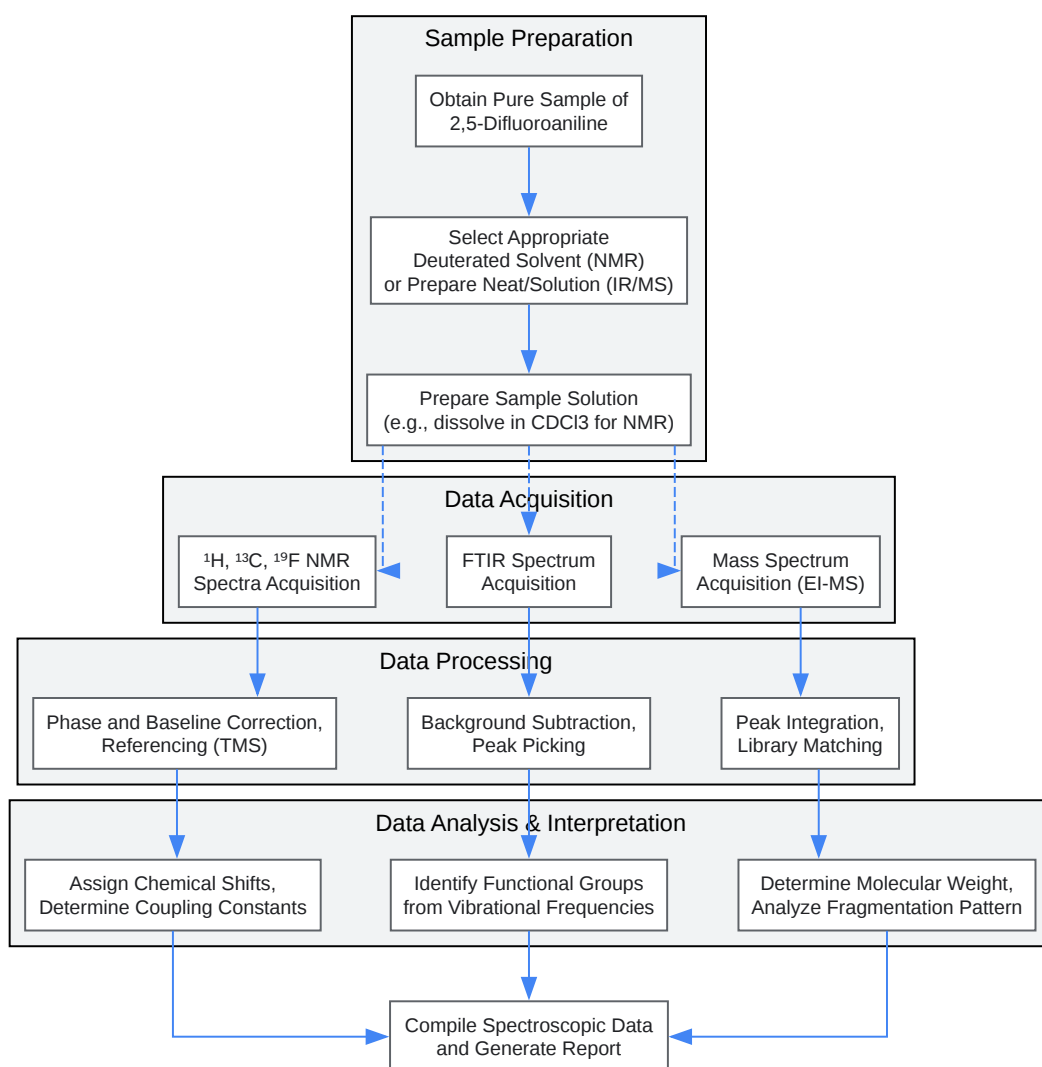 Sample Preparation
Obtain Pure Sample of
2,5-Difluoroaniline
Select Appropriate
Deuterated Solvent (NMR)
or Prepare Neat/Solution (IR/MS)
Prepare Sample Solution
(e.g., dissolve in CDCl3 for NMR)
Data Acquisition
¹H, ¹³C, ¹⁹F NMR
Spectra Acquisition
FTIR Spectrum
Acquisition
Mass Spectrum
Acquisition (EI-MS)
Data Processing
Phase and Baseline Correction,
Referencing (TMS)
Background Subtraction,
Peak Picking
Peak Integration,
Library Matching
Data Analysis & Interpretation
Assign Chemical Shifts,
Determine Coupling Constants
Identify Functional Groups
from Vibrational Frequencies
Determine Molecular Weight,
Analyze Fragmentation Pattern
Compile Spectroscopic Data
and Generate Report